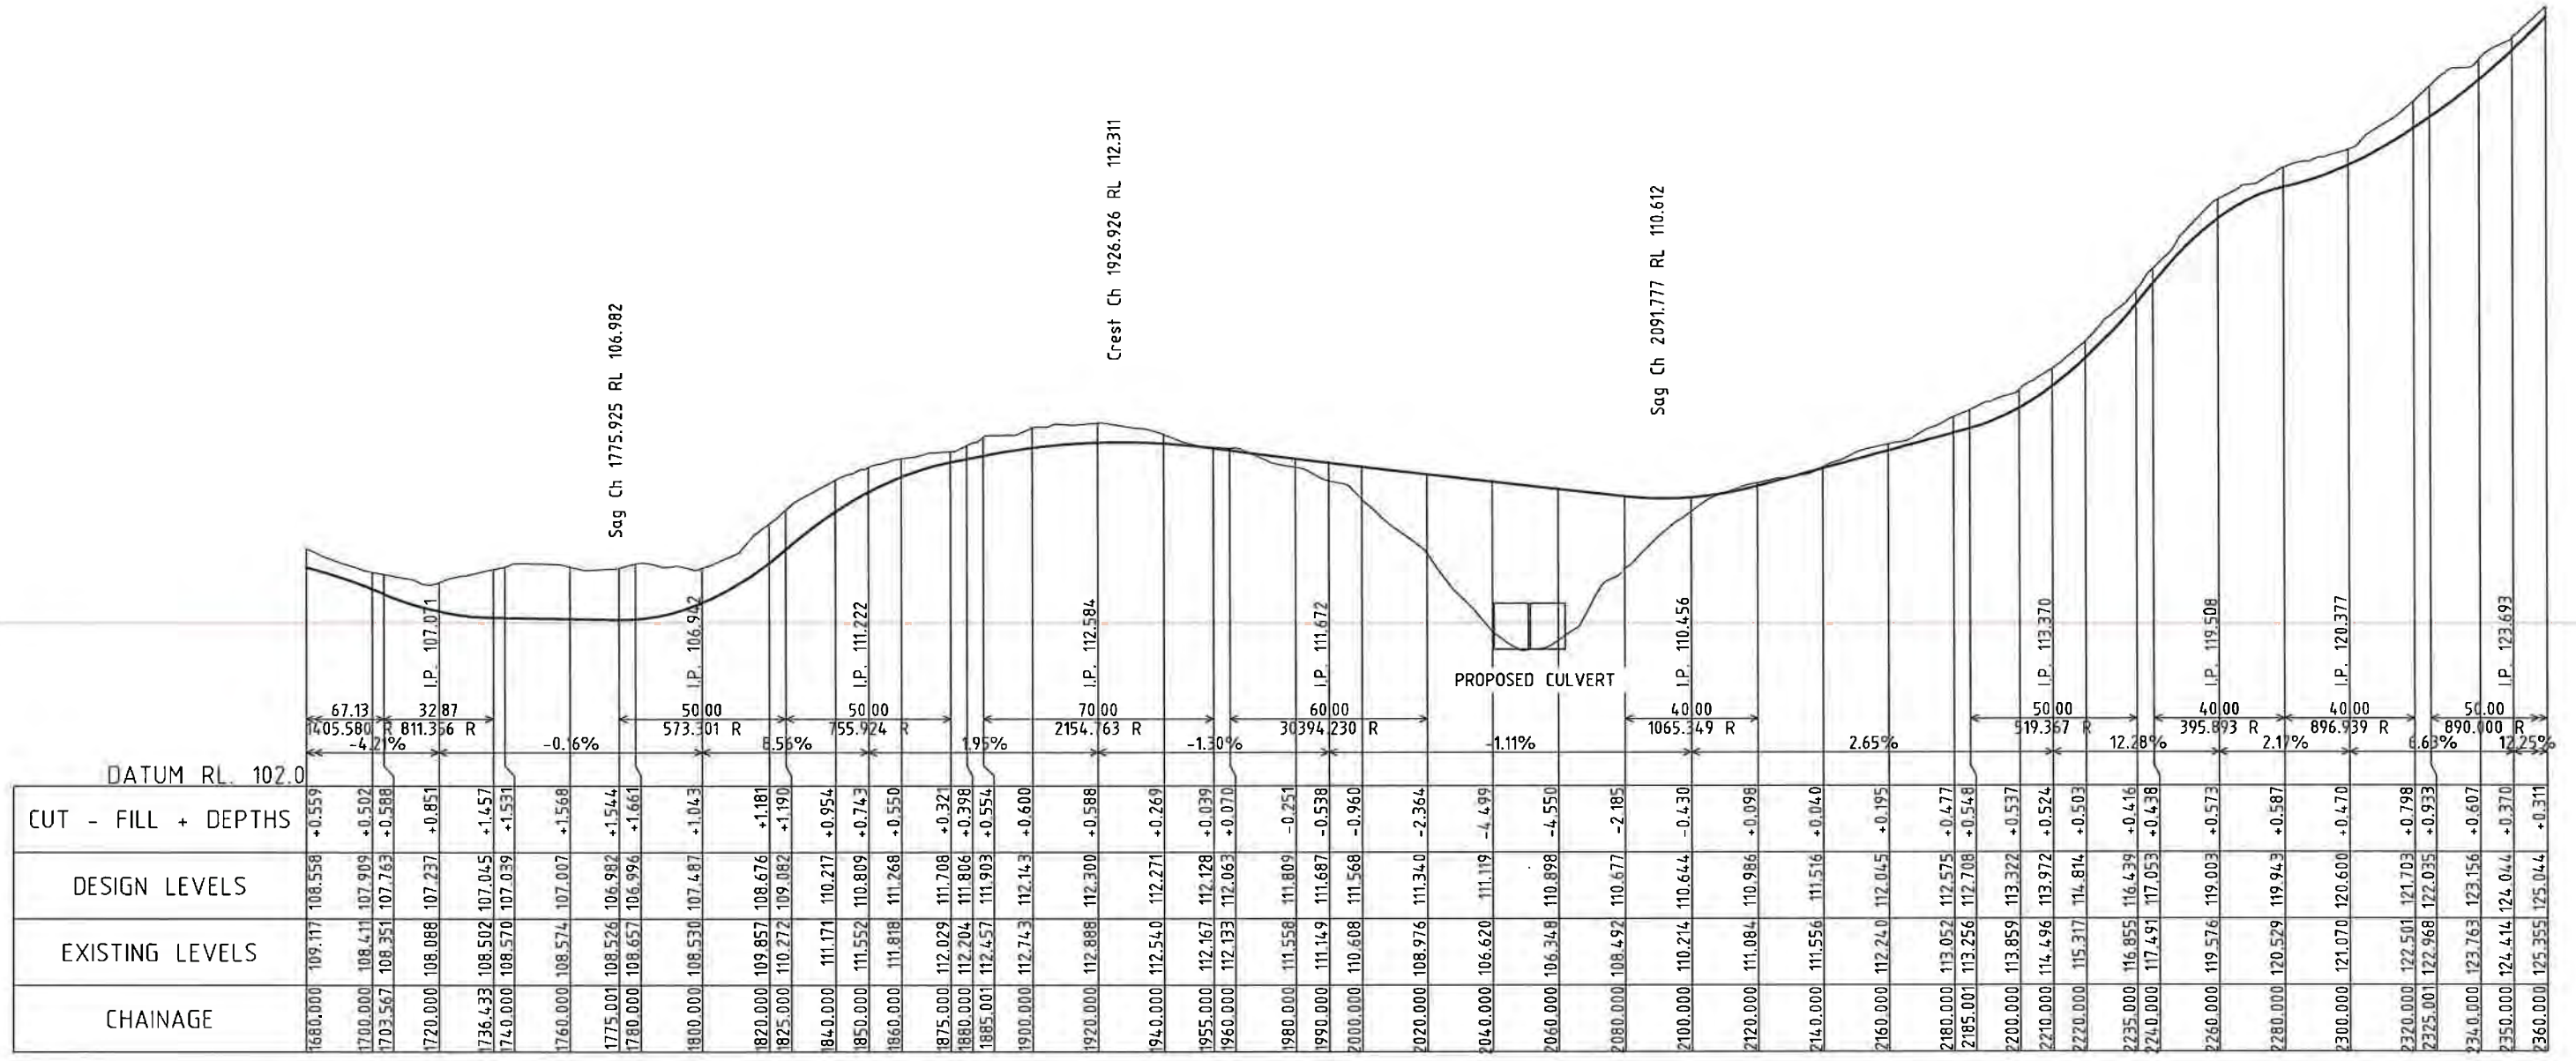 Crest Ch 1926.926 RL 112.311
Sag Ch 2091.777 RL 110.612
Sag Ch 1775.925 RL 106.982
I.P. 107.071
I.P. 106.942
I.P. 111.222
I.P. 112.584
I.P. 111.672
I.P. 110.456
I.P. 113.370
I.P. 119.508
I.P. 120.377
I.P. 123.693
PROPOSED CULVERT
67.13 32.87 50.00 50.00 70.00 60.00 40.00 50.00 40.00 40.00 50.00
1405.580 R 811.356 R 573.301 R 755.924 R 2154.763 R 30394.230 R 1065.349 R 519.367 R 395.893 R 896.939 R 890.000 R
-4.21% -0.16% 8.56% 1.95% -1.30% -1.11% 2.65% 12.28% 2.17% 6.63% 12.25%
DATUM RL. 102.0
CUT - FILL + DEPTHS +0.559 +0.502 +0.588 +0.851 +1.457 +1.531 +1.568 +1.544 +1.661 +1.043 +1.181 +1.190 +0.954 +0.743 +0.550 +0.321 +0.398 +0.554 +0.600 +0.588 +0.269 +0.039 +0.070 -0.251 -0.538 -0.960 -2.364 -4.499 -4.550 -2.185 -0.430 +0.098 +0.040 +0.195 +0.477 +0.548 +0.537 +0.524 +0.503 +0.416 +0.438 +0.573 +0.587 +0.470 +0.798 +0.933 +0.607 +0.370 +0.311
DESIGN LEVELS 108.558 107.909 107.763 107.237 107.045 107.039 107.007 106.982 106.996 107.487 108.676 109.082 110.217 110.809 111.268 111.708 111.806 111.903 112.143 112.300 112.271 112.128 112.063 111.809 111.687 111.568 111.340 111.119 110.898 110.677 110.644 110.986 111.516 112.045 112.575 112.708 113.322 113.972 114.814 116.439 117.053 119.003 119.943 120.600 121.703 122.035 123.156 124.044 125.044
EXISTING LEVELS 109.117 108.411 108.351 108.088 108.502 108.570 108.574 108.526 108.657 108.530 109.857 110.272 111.171 111.552 111.818 112.029 112.204 112.457 112.743 112.888 112.540 112.167 112.133 111.558 111.149 110.608 108.976 106.620 106.348 108.492 110.214 111.084 111.556 112.240 113.052 113.256 113.859 114.496 115.317 116.855 117.491 119.576 120.529 121.070 122.501 122.968 123.763 124.414 125.355
CHAINAGE 1680.000 1700.000 1703.567 1720.000 1736.433 1740.000 1760.000 1775.001 1780.000 1800.000 1820.000 1825.000 1840.000 1850.000 1860.000 1875.000 1880.000 1885.001 1900.000 1920.000 1940.000 1955.000 1960.000 1980.000 1990.000 2000.000 2020.000 2040.000 2060.000 2080.000 2100.000 2120.000 2140.000 2160.000 2180.000 2185.001 2200.000 2210.000 2220.000 2235.000 2240.000 2260.000 2280.000 2300.000 2320.000 2325.001 2340.000 2350.000 2360.000